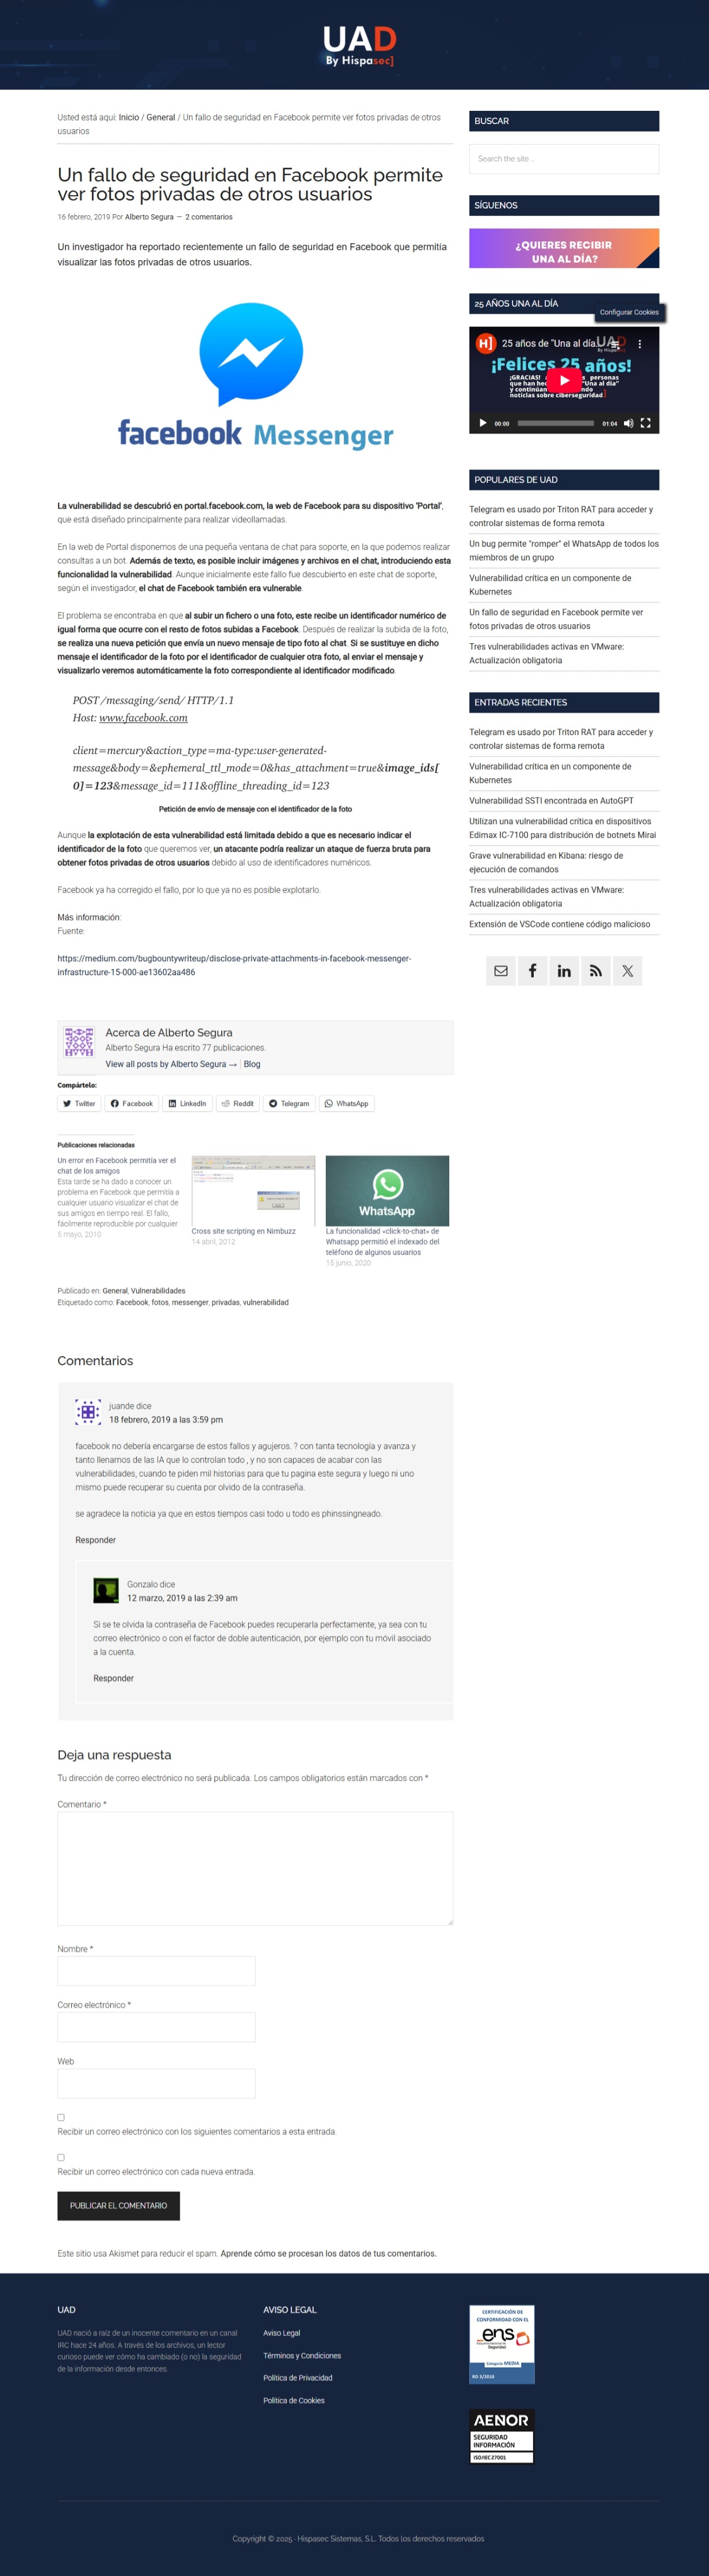 UAD
By Hispasec]
Usted está aquí: Inicio / General / Un fallo de seguridad en Facebook permite ver fotos privadas de otros
usuarios
Un fallo de seguridad en Facebook permite
ver fotos privadas de otros usuarios
16 febrero, 2019 Por Alberto Segura — 2 comentarios
Un investigador ha reportado recientemente un fallo de seguridad en Facebook que permitía
visualizar las fotos privadas de otros usuarios.
facebook Messenger
La vulnerabilidad se descubrió en portal.facebook.com, la web de Facebook para su dispositivo 'Portal',
que está diseñado principalmente para realizar videollamadas.
En la web de Portal disponemos de una pequeña ventana de chat para soporte, en la que podemos realizar
consultas a un bot. Además de texto, es posible incluir imágenes y archivos en el chat, introduciendo esta
funcionalidad la vulnerabilidad. Aunque inicialmente este fallo fue descubierto en este chat de soporte,
según el investigador, el chat de Facebook también era vulnerable.
El problema se encontraba en que al subir un fichero o una foto, este recibe un identificador numérico de
igual forma que ocurre con el resto de fotos subidas a Facebook. Después de realizar la subida de la foto,
se realiza una nueva petición que envía un nuevo mensaje de tipo foto al chat. Si se sustituye en dicho
mensaje el identificador de la foto por el identificador de cualquier otra foto, al enviar el mensaje y
visualizarlo veremos automáticamente la foto correspondiente al identificador modificado.
POST /messaging/send/ HTTP/1.1
Host: www.facebook.com
client=mercury&action_type=ma-type:user-generated-
message&body=&ephemeral_ttl_mode=0&has_attachment=true&image_ids[
0]=123&message_id=111&offline_threading_id=123
Petición de envío de mensaje con el identificador de la foto
Aunque la explotación de esta vulnerabilidad está limitada debido a que es necesario indicar el
identificador de la foto que queremos ver, un atacante podría realizar un ataque de fuerza bruta para
obtener fotos privadas de otros usuarios debido al uso de identificadores numéricos.
Facebook ya ha corregido el fallo, por lo que ya no es posible explotarlo.
Más información:
Fuente:
https://medium.com/bugbountywriteup/disclose-private-attachments-in-facebook-messenger-
infrastructure-15-000-ae13602aa486
Acerca de Alberto Segura
Alberto Segura Ha escrito 77 publicaciones.
View all posts by Alberto Segura → | Blog
Compártelo:
Twitter
Facebook
LinkedIn
Reddit
Telegram
WhatsApp
Publicaciones relacionadas
Un error en Facebook permitía ver el
chat de los amigos
Esta tarde se ha dado a conocer un
problema en Facebook que permitía a
cualquier usuario visualizar el chat de
sus amigos en tiempo real. El fallo,
fácilmente reproducible por cualquier
5 mayo, 2010
Cross site scripting en Nimbuzz
14 abril, 2012
WhatsApp
La funcionalidad «click-to-chat» de
Whatsapp permitió el indexado del
teléfono de algunos usuarios
15 junio, 2020
Publicado en: General, Vulnerabilidades
Etiquetado como: Facebook, fotos, messenger, privadas, vulnerabilidad
Comentarios
juande dice
18 febrero, 2019 a las 3:59 pm
facebook no debería encargarse de estos fallos y agujeros. ? con tanta tecnología y avanza y
tanto llenarnos de las IA que lo controlan todo , y no son capaces de acabar con las
vulnerabilidades, cuando te piden mil historias para que tu pagina este segura y luego ni uno
mismo puede recuperar su cuenta por olvido de la contraseña.
se agradece la noticia ya que en estos tiempos casi todo u todo es phinssingneado.
Responder
Gonzalo dice
12 marzo, 2019 a las 2:39 am
Si se te olvida la contraseña de Facebook puedes recuperarla perfectamente, ya sea con tu
correo electrónico o con el factor de doble autenticación, por ejemplo con tu móvil asociado
a la cuenta.
Responder
Deja una respuesta
Tu dirección de correo electrónico no será publicada. Los campos obligatorios están marcados con *
Comentario *
Nombre *
Correo electrónico *
Web
Recibir un correo electrónico con los siguientes comentarios a esta entrada.
Recibir un correo electrónico con cada nueva entrada.
PUBLICAR EL COMENTARIO
Este sitio usa Akismet para reducir el spam. Aprende cómo se procesan los datos de tus comentarios.
BUSCAR
Search the site ...
SÍGUENOS
¿QUIERES RECIBIR
UNA AL DÍA?
25 AÑOS UNA AL DÍA
Configurar Cookies
H]
25 años de "Una al día...
UAD
¡Felices 25 años!
¡GRACIAS! personas
que han hec "Una al día"
y continúan ndo
noticias sobre ciberseguridad]
00:00
01:04
POPULARES DE UAD
Telegram es usado por Triton RAT para acceder y
controlar sistemas de forma remota
Un bug permite "romper" el WhatsApp de todos los
miembros de un grupo
Vulnerabilidad crítica en un componente de
Kubernetes
Un fallo de seguridad en Facebook permite ver
fotos privadas de otros usuarios
Tres vulnerabilidades activas en VMware:
Actualización obligatoria
ENTRADAS RECIENTES
Telegram es usado por Triton RAT para acceder y
controlar sistemas de forma remota
Vulnerabilidad crítica en un componente de
Kubernetes
Vulnerabilidad SSTI encontrada en AutoGPT
Utilizan una vulnerabilidad crítica en dispositivos
Edimax IC-7100 para distribución de botnets Mirai
Grave vulnerabilidad en Kibana: riesgo de
ejecución de comandos
Tres vulnerabilidades activas en VMware:
Actualización obligatoria
Extensión de VSCode contiene código malicioso
UAD
UAD nació a raíz de un inocente comentario en un canal
IRC hace 24 años. A través de los archivos, un lector
curioso puede ver cómo ha cambiado (o no) la seguridad
de la información desde entonces.
AVISO LEGAL
Aviso Legal
Términos y Condiciones
Política de Privacidad
Política de Cookies
CERTIFICACIÓN DE
CONFORMIDAD CON EL
ens
Seguridad
Categoría MEDIA
RD 3/2010
AENOR
SEGURIDAD
INFORMACIÓN
ISO/IEC 27001
Copyright © 2025 · Hispasec Sistemas, S.L. Todos los derechos reservados